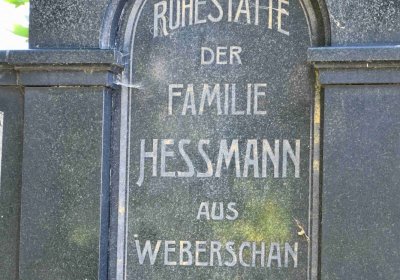 RUHESTÄTTE
DER
FAMILIE
HESSMANN
AUS
WEBERSCHAN